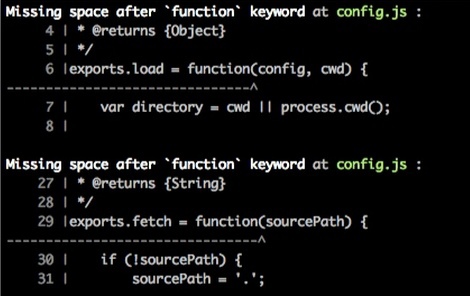 Missing space after `function` keyword at config.js :
     4 | * @returns {Object}
     5 | */
     6 |exports.load = function(config, cwd) {
--------------------------------^
     7 |    var directory = cwd || process.cwd();
     8 |
Missing space after `function` keyword at config.js :
    27 | * @returns {String}
    28 | */
    29 |exports.fetch = function(sourcePath) {
---------------------------------^
    30 |    if (!sourcePath) {
    31 |        sourcePath = '.';